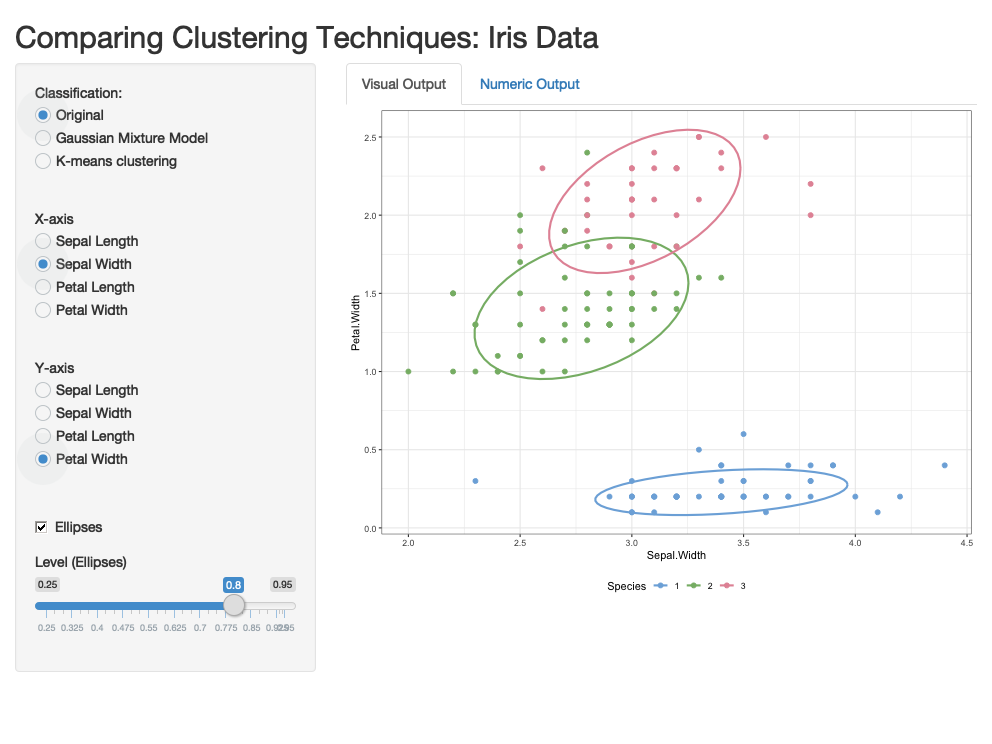 Comparing Clustering Techniques: Iris Data
Classification:
Original
Gaussian Mixture Model
K-means clustering
X-axis
Sepal Length
Sepal Width
Petal Length
Petal Width
Y-axis
Sepal Length
Sepal Width
Petal Length
Petal Width
Ellipses
Level (Ellipses)
0.25 0.8 0.95
0.25 0.325 0.4 0.475 0.55 0.625 0.7 0.775 0.85 0.925 0.95
Visual Output Numeric Output
Petal.Width
2.5
2.0
1.5
1.0
0.5
0.0
2.0 2.5 3.0 3.5 4.0 4.5
Sepal.Width
Species 1 2 3